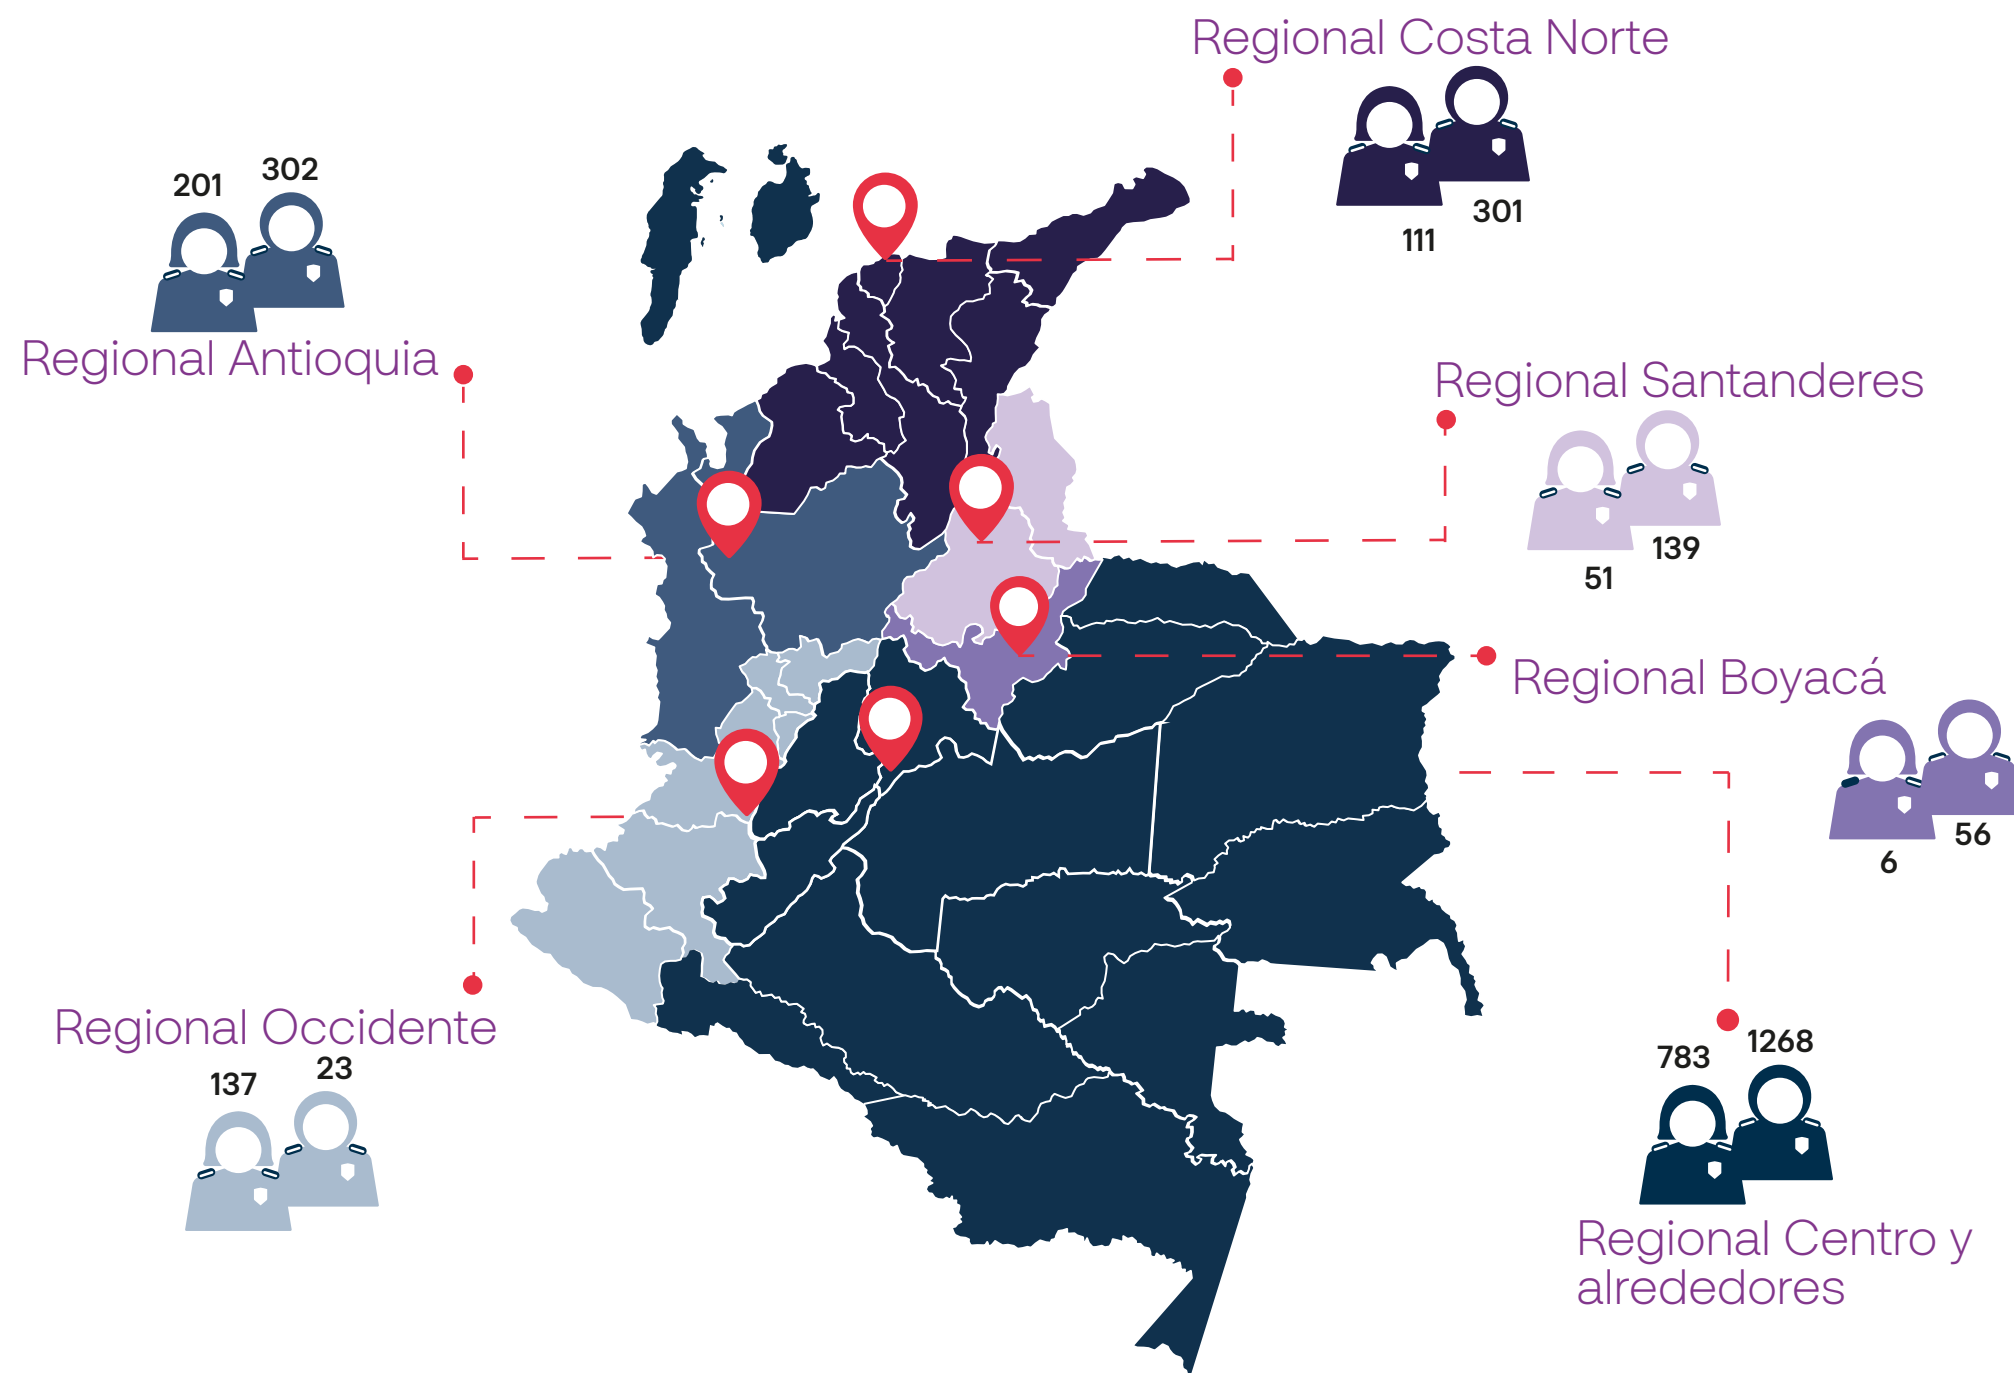 Regional Costa Norte
111
301
201
302
Regional Antioquia
Regional Santanderes
51
139
Regional Boyacá
6
56
Regional Occidente
137
23
783
1268
Regional Centro y
alrededores